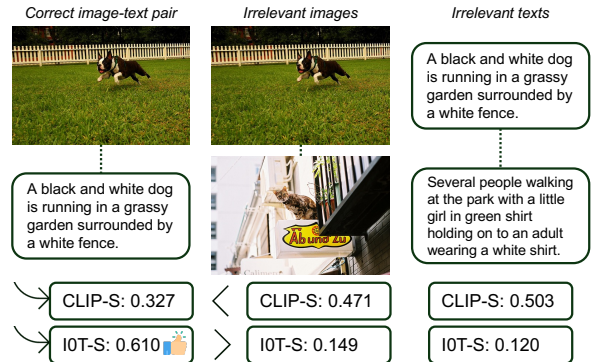 Correct image-text pair
Irrelevant images
Irrelevant texts
A black and white dog
is running in a grassy
garden surrounded by
a white fence.
A black and white dog
is running in a grassy
garden surrounded by
a white fence.
Ab und zu
Several people walking
at the park with a little
girl in green shirt
holding on to an adult
wearing a white shirt.
CLIP-S: 0.327
<
CLIP-S: 0.471
CLIP-S: 0.503
I0T-S: 0.610
>
I0T-S: 0.149
I0T-S: 0.120